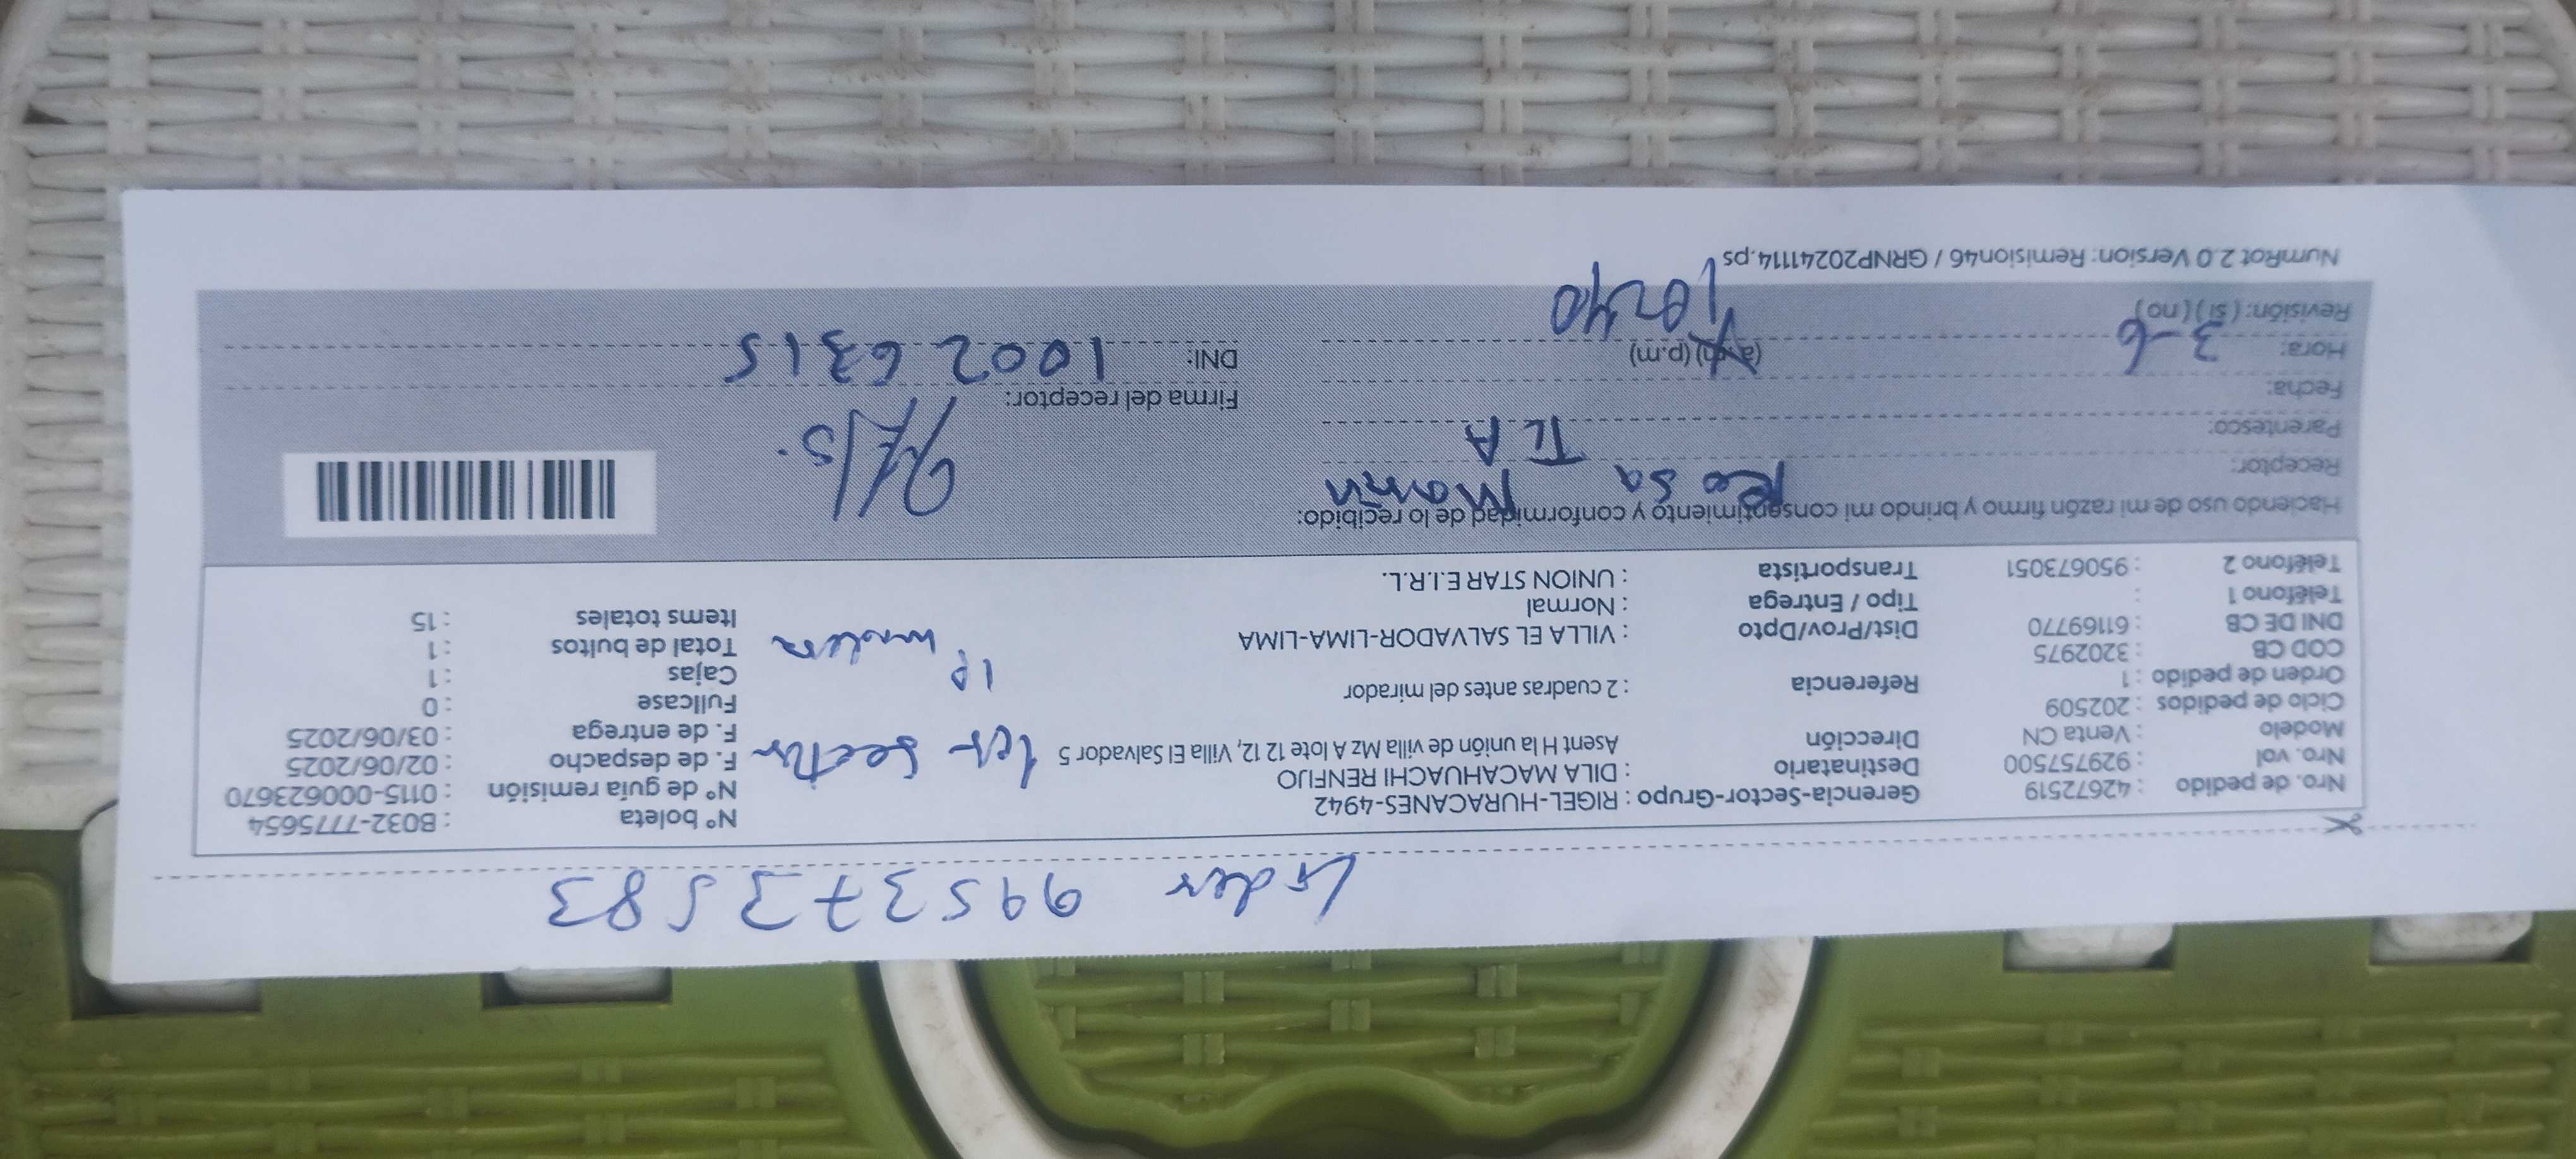 Lider 995373583
Nro. de pedido : 42672519 Gerencia-Sector-Grupo : RIGEL-HURACANES-4942 N° boleta : B032-7775654
Nro. vol : 929757500 Destinatario : DILA MACAHUACHI RENFIJO N° de guía remisión : 0115-000623670
Modelo : Venta CN Dirección Asent H la H unión de villa Mz A lote 12 12, Villa El Salvador 5 1er sector F. de despacho : 02/06/2025
Ciclo de pedidos : 202509 F. de entrega : 03/06/2025
Orden de pedido : 1 Referencia : 2 cuadras antes del mirador Fullcase : 0
COD CB : 3202975 1P Cajas : 1
DNI DE CB : 61169770 Dist/Prov/Dpto : VILLA EL SALVADOR-LIMA-LIMA Total de bultos : 1
Teléfono 1 : Tipo / Entrega : Normal Items totales : 15
Teléfono 2 : 950673051 Transportista : UNION STAR E.I.R.L.
Haciendo uso de mi razón firmo y brindo mi consentimiento y conformidad de lo recibido:
Receptor: Rosa
Parentesco: TL A
Fecha: Firma del receptor:
Hora: 3-6 (a.m) (p.m) DNI: 10026315
Revisión: (si) (no)
NumRot 2.0 Version: Remision46 / GRNP20241114.ps